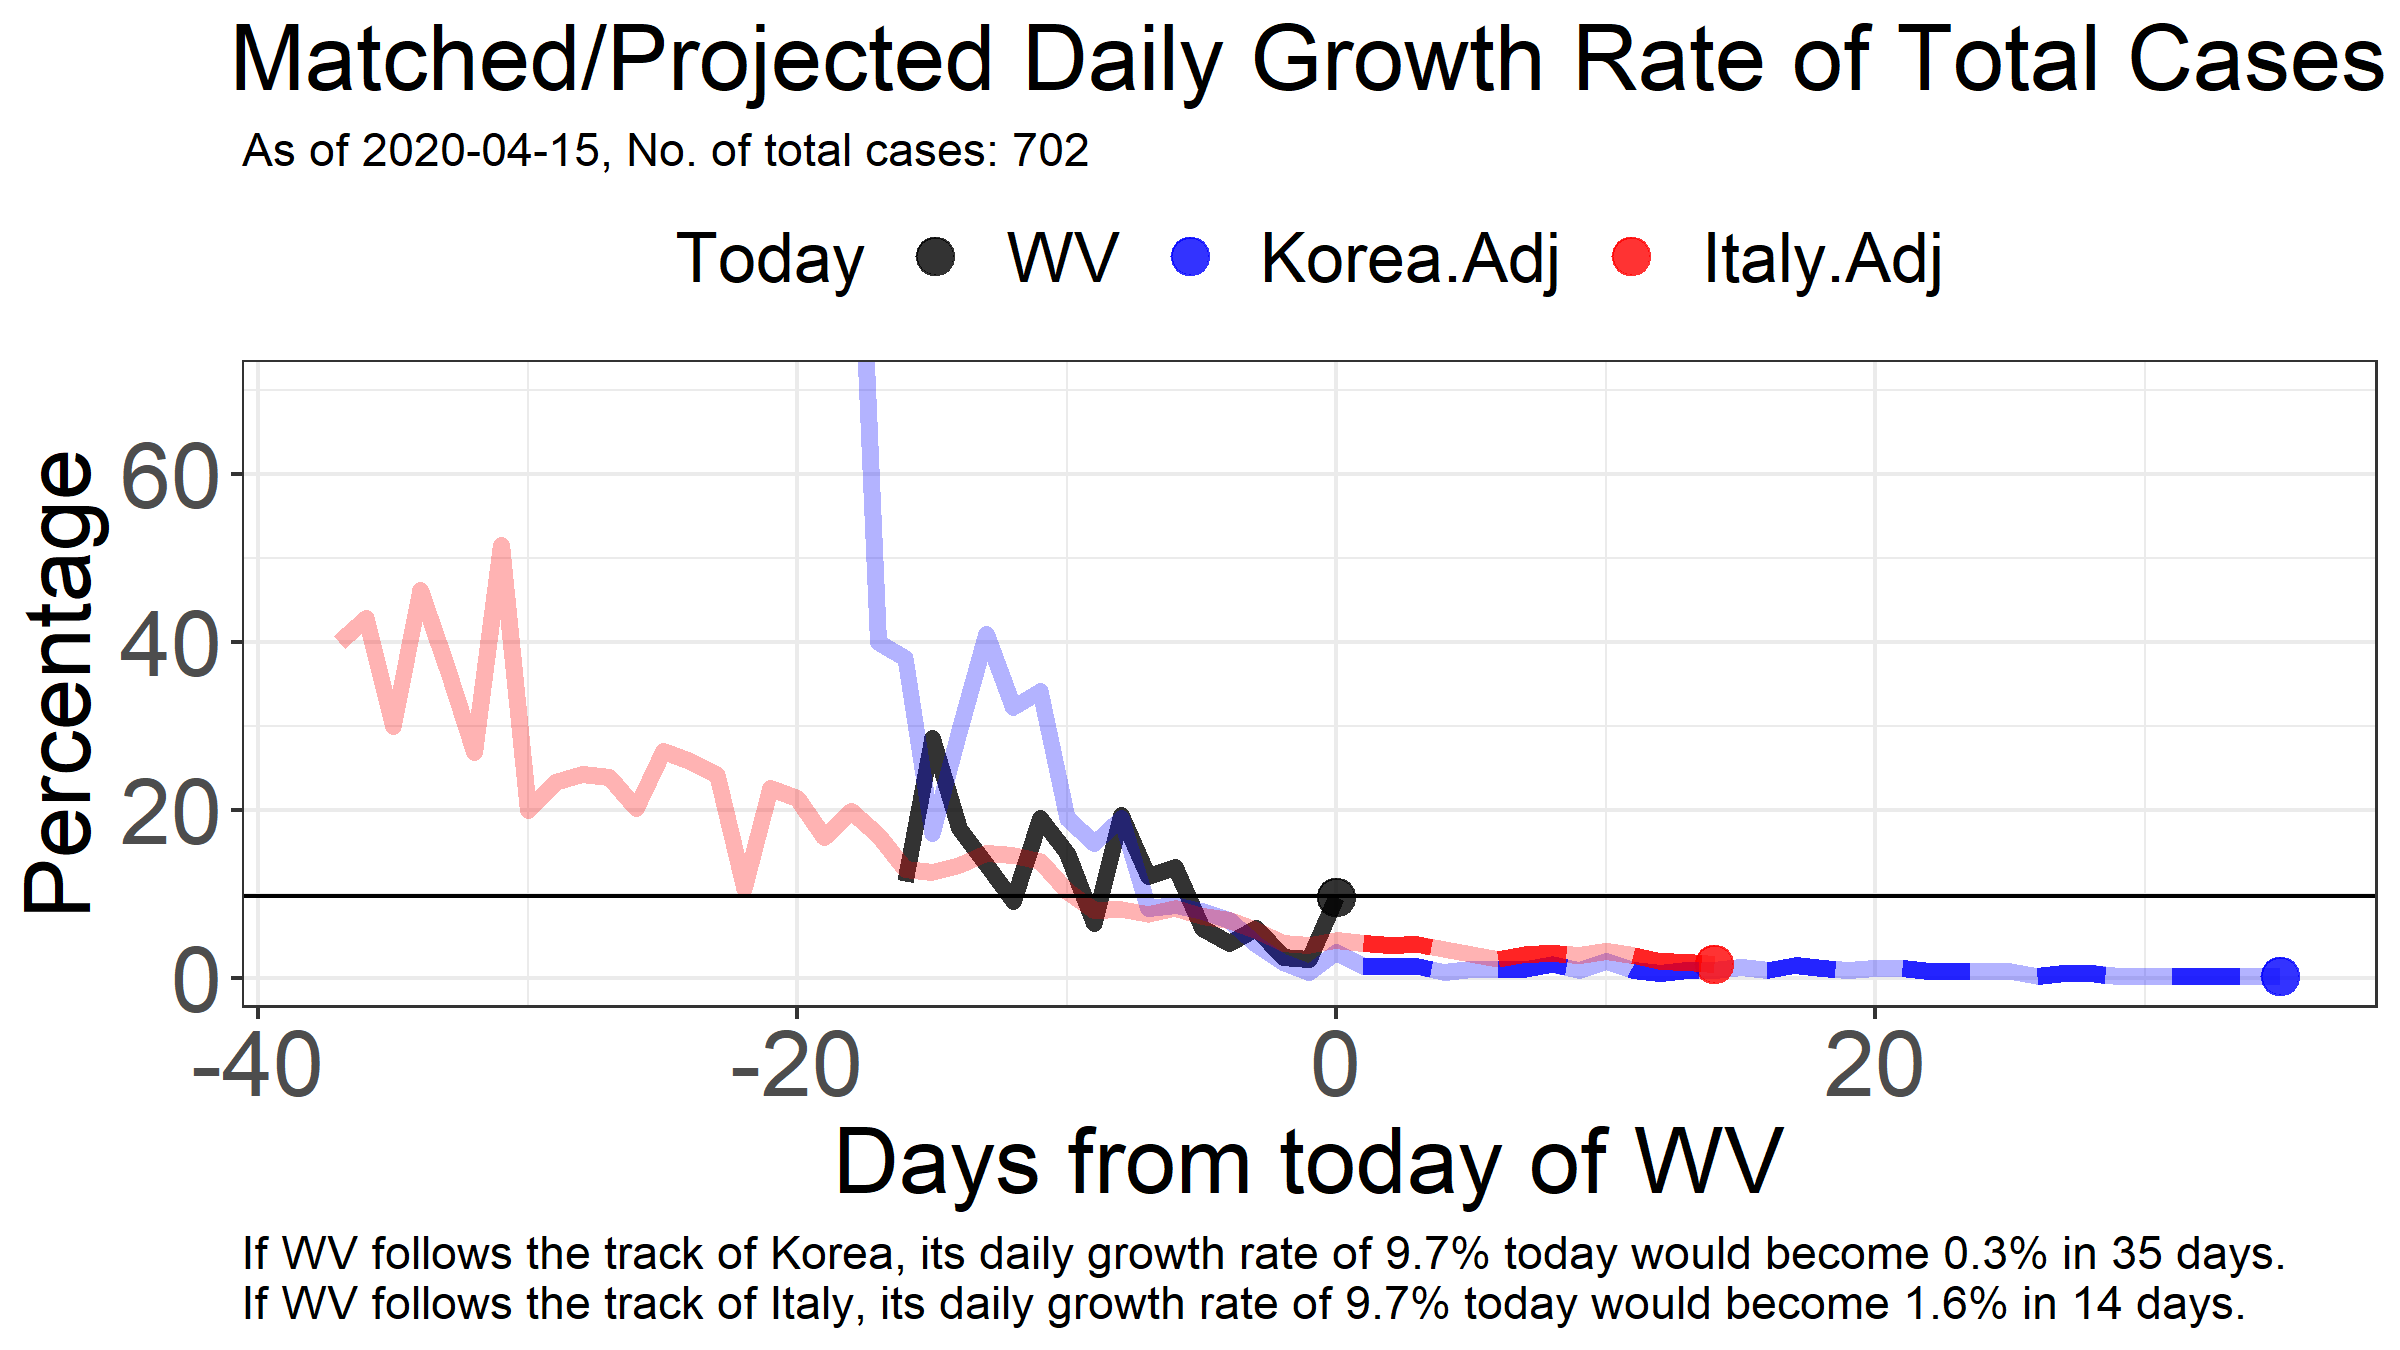 Matched/Projected Daily Growth Rate of Total Cases
As of 2020-04-15, No. of total cases: 702
Today WV Korea.Adj Italy.Adj
Percentage
60
40
20
0
-40 -20 0 20
Days from today of WV
If WV follows the track of Korea, its daily growth rate of 9.7% today would become 0.3% in 35 days.
If WV follows the track of Italy, its daily growth rate of 9.7% today would become 1.6% in 14 days.